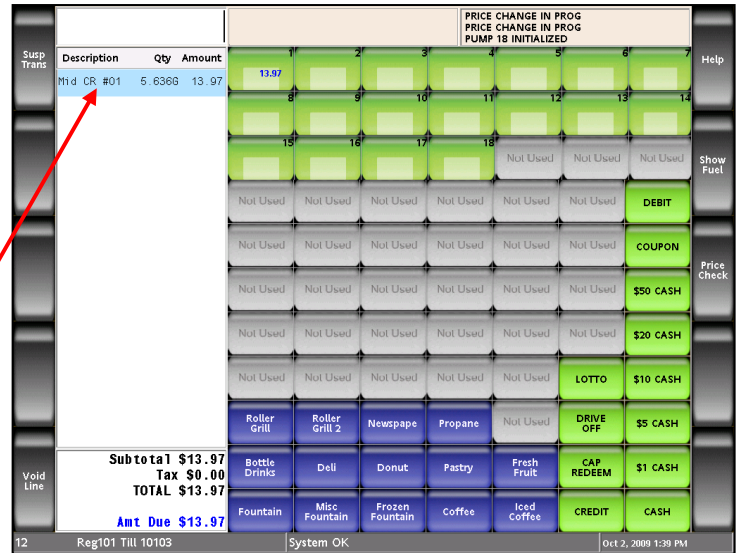 PRICE CHANGE IN PROG
PRICE CHANGE IN PROG
PUMP 18 INITIALIZED
Susp Trans
Description Qty Amount
Mid CR #01 5.636G 13.97
1 2 3 4 5 6 7
13.97
Help
8 9 10 11 12 13 14
15 16 17 18 Not Used Not Used Not Used
Show Fuel
Not Used Not Used Not Used Not Used Not Used Not Used DEBIT
Not Used Not Used Not Used Not Used Not Used Not Used COUPON
Price Check
Not Used Not Used Not Used Not Used Not Used Not Used $50 CASH
Not Used Not Used Not Used Not Used Not Used Not Used $20 CASH
Not Used Not Used Not Used Not Used Not Used LOTTO $10 CASH
Roller Grill Roller Grill 2 Newspape Propane Not Used DRIVE OFF $5 CASH
Void Line
Subtotal $13.97
Tax $0.00
TOTAL $13.97
Amt Due $13.97
Bottle Drinks Deli Donut Pastry Fresh Fruit CAP REDEEM $1 CASH
Fountain Misc Fountain Frozen Fountain Coffee Iced Coffee CREDIT CASH
12 Reg101 Till 10103 System OK Oct 2, 2009 1:39 PM